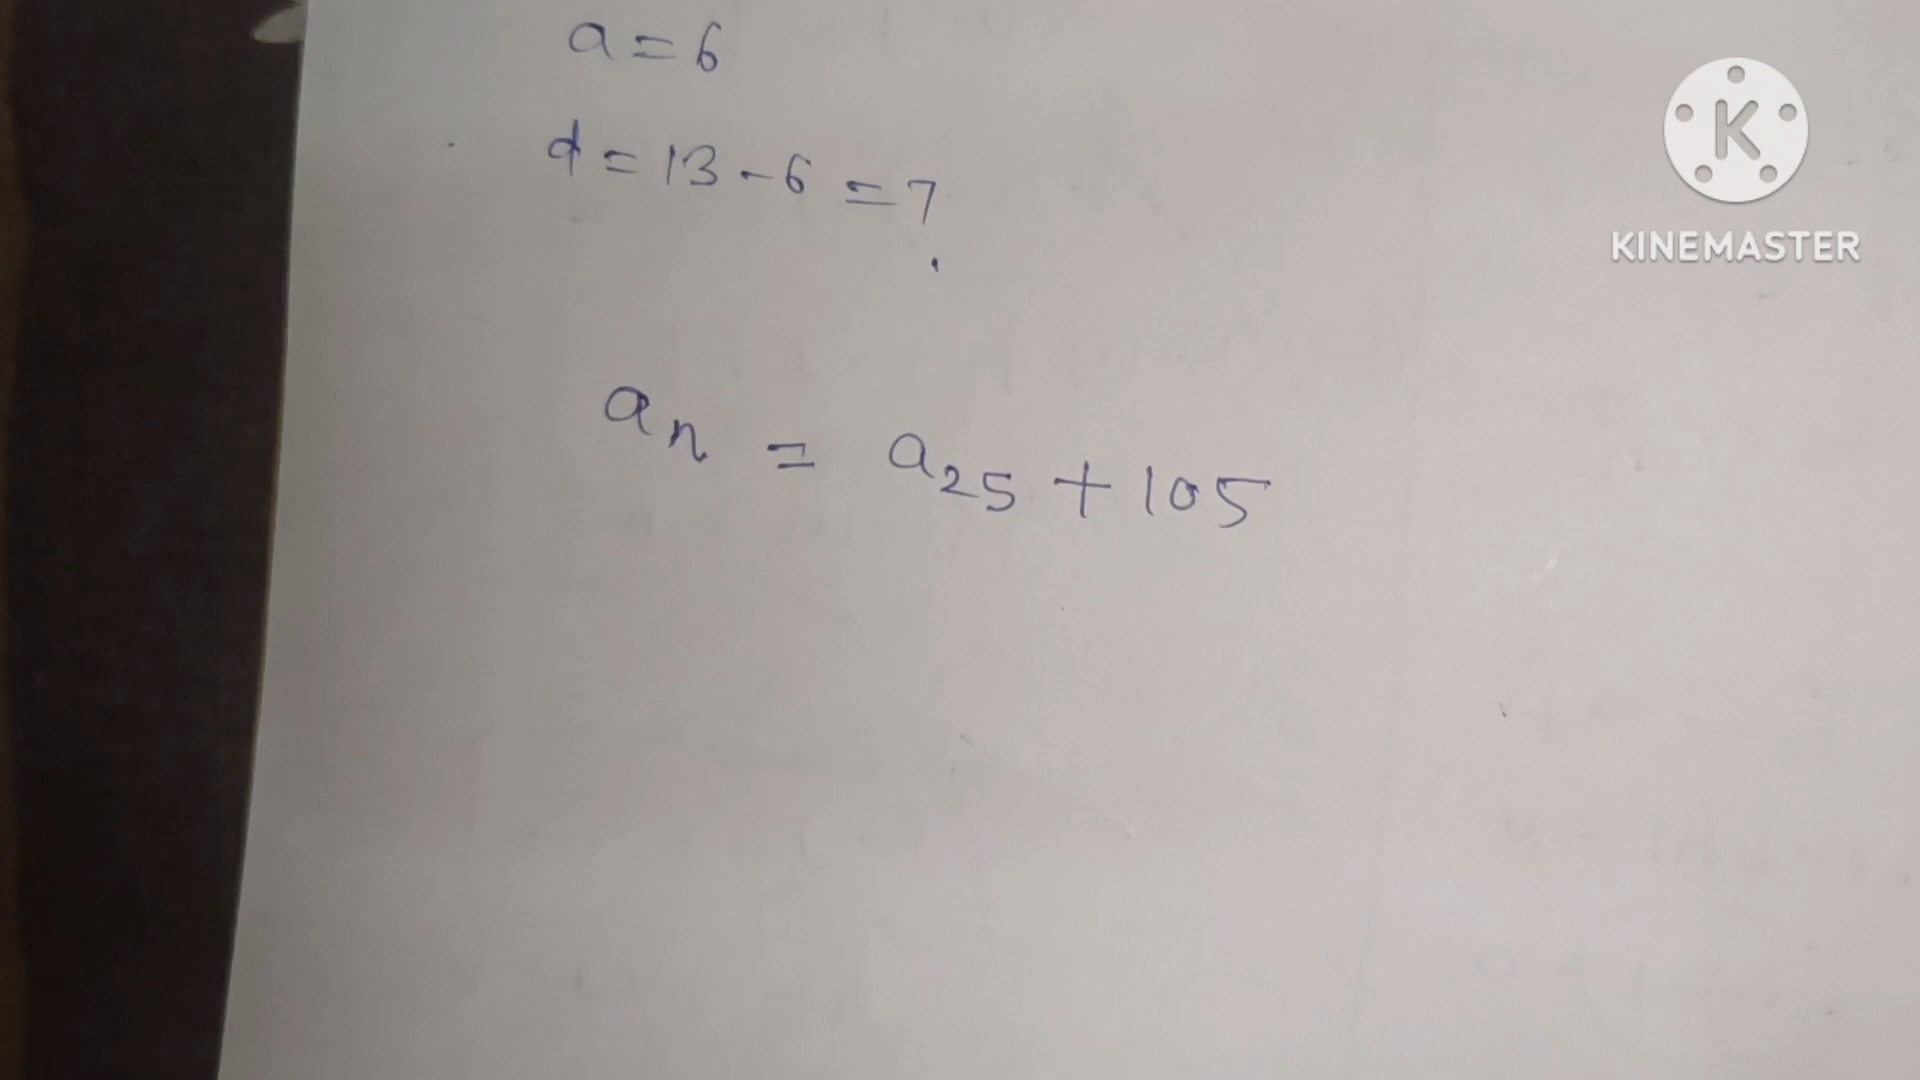 a = 6
d = 13 - 6 = 7
K
KINEMASTER
aₙ = a₂₅ + 105